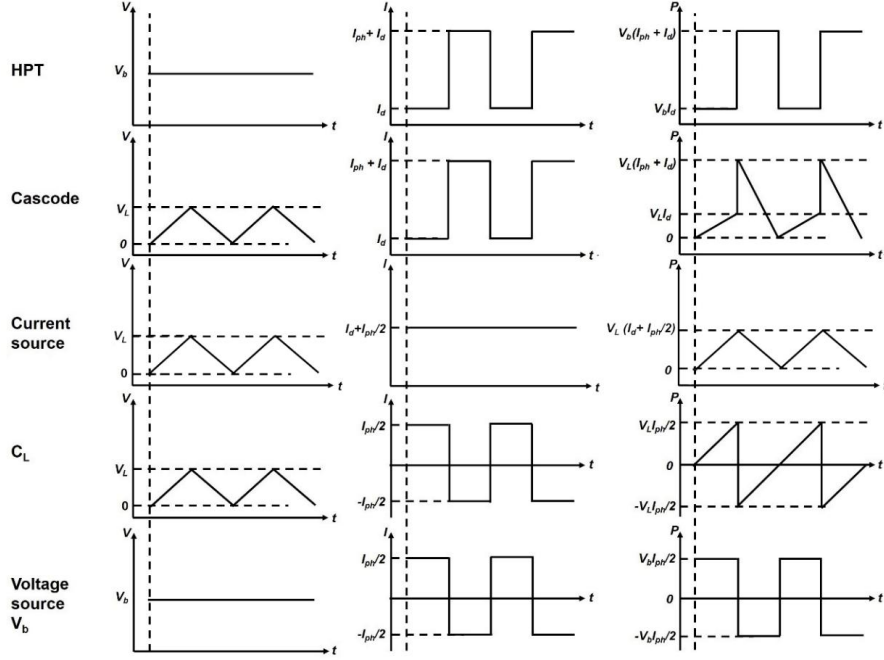 V I P
HPT
V_b
I_ph + I_d
I_d
V_b(I_ph + I_d)
V_bI_d
t t t
V I P
Cascode
V_L
0
I_ph + I_d
I_d
V_L(I_ph + I_d)
V_LI_d
0
t t t
V I P
Current
source
V_L
0
I_d+I_ph/2
V_L (I_d+ I_ph/2)
0
t t t
V I P
C_L
V_L
0
I_ph/2
-I_ph/2
V_LI_ph/2
0
-V_LI_ph/2
t t t
V I P
Voltage
source
V_b
V_b
I_ph/2
-I_ph/2
V_bI_ph/2
0
-V_bI_ph/2
t t t